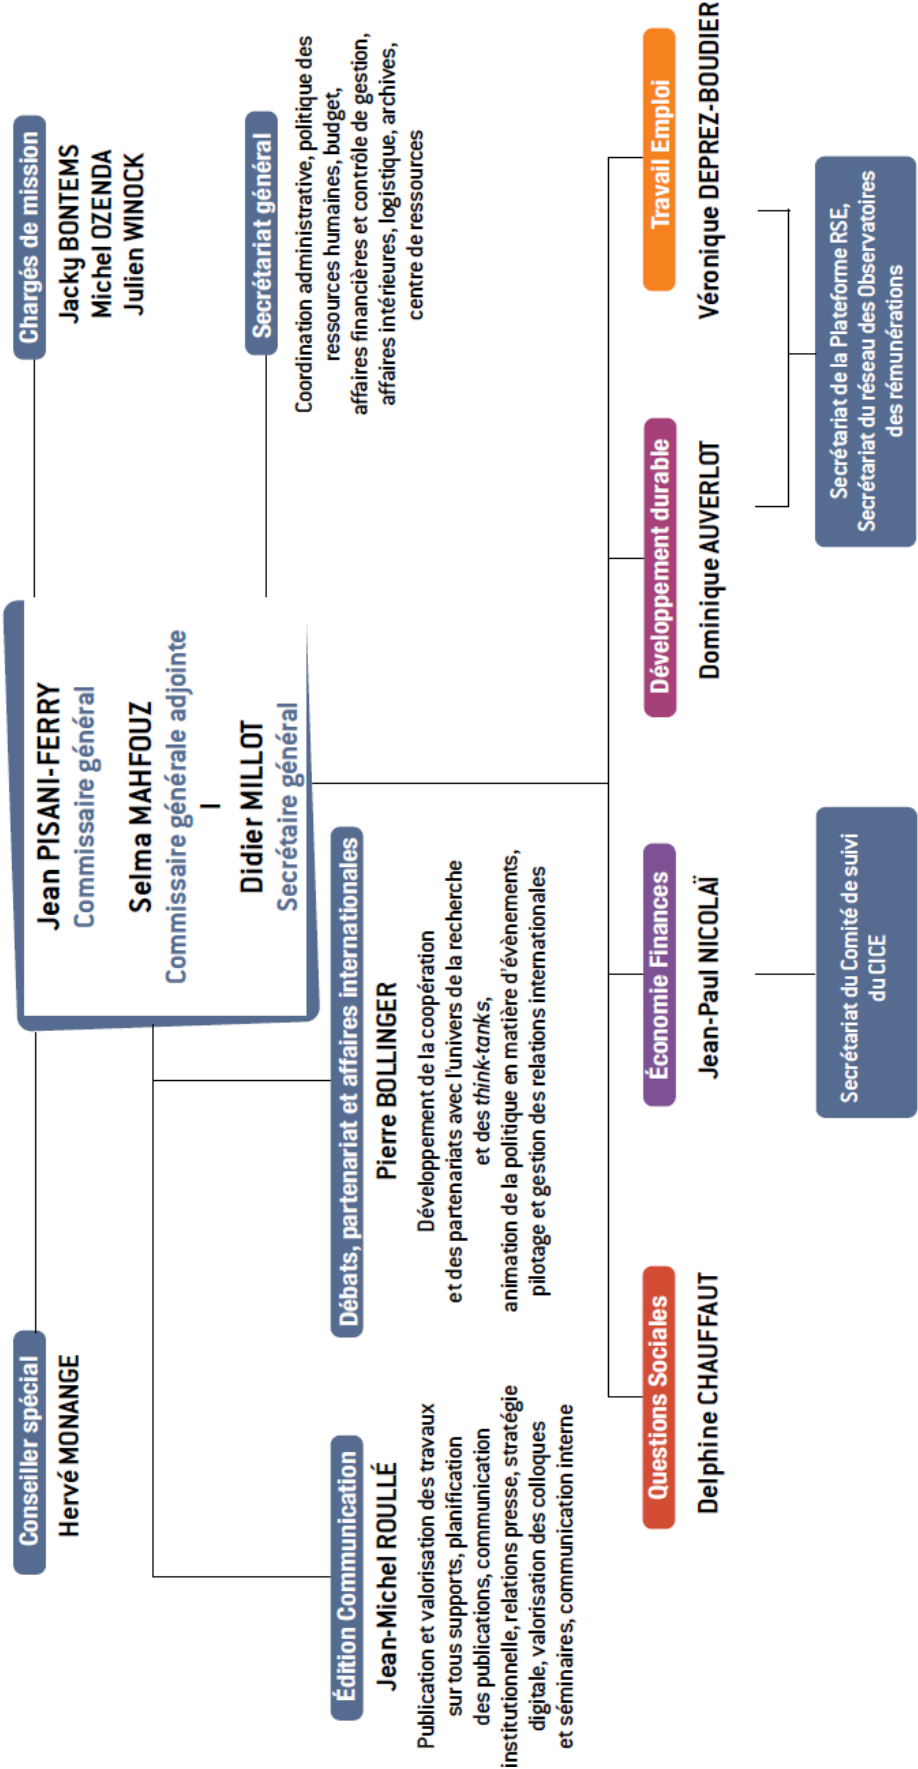 Conseiller spécial
Hervé MONANGE
Jean PISANI-FERRY
Commissaire général
Selma MAHFOUZ
Commissaire générale adjointe
Didier MILLOT
Secrétaire général
Chargés de mission
Jacky BONTEMS
Michel OZENDA
Julien WINOCK
Secrétariat général
Coordination administrative, politique des
ressources humaines, budget,
affaires financières et contrôle de gestion,
affaires intérieures, logistique, archives,
centre de ressources
Édition Communication
Jean-Michel ROULLÉ
Publication et valorisation des travaux
sur tous supports, planification
des publications, communication
institutionnelle, relations presse, stratégie
digitale, valorisation des colloques
et séminaires, communication interne
Débats, partenariat et affaires internationales
Pierre BOLLINGER
Développement de la coopération
et des partenariats avec l'univers de la recherche
et des think-tanks,
animation de la politique en matière d'évènements,
pilotage et gestion des relations internationales
Questions Sociales
Delphine CHAUFFAUT
Économie Finances
Jean-Paul NICOLAÏ
Développement durable
Dominique AUVERLOT
Travail Emploi
Véronique DEPREZ-BOUDIER
Secrétariat du Comité de suivi
du CICE
Secrétariat de la Plateforme RSE,
Secrétariat du réseau des Observatoires
des rémunérations